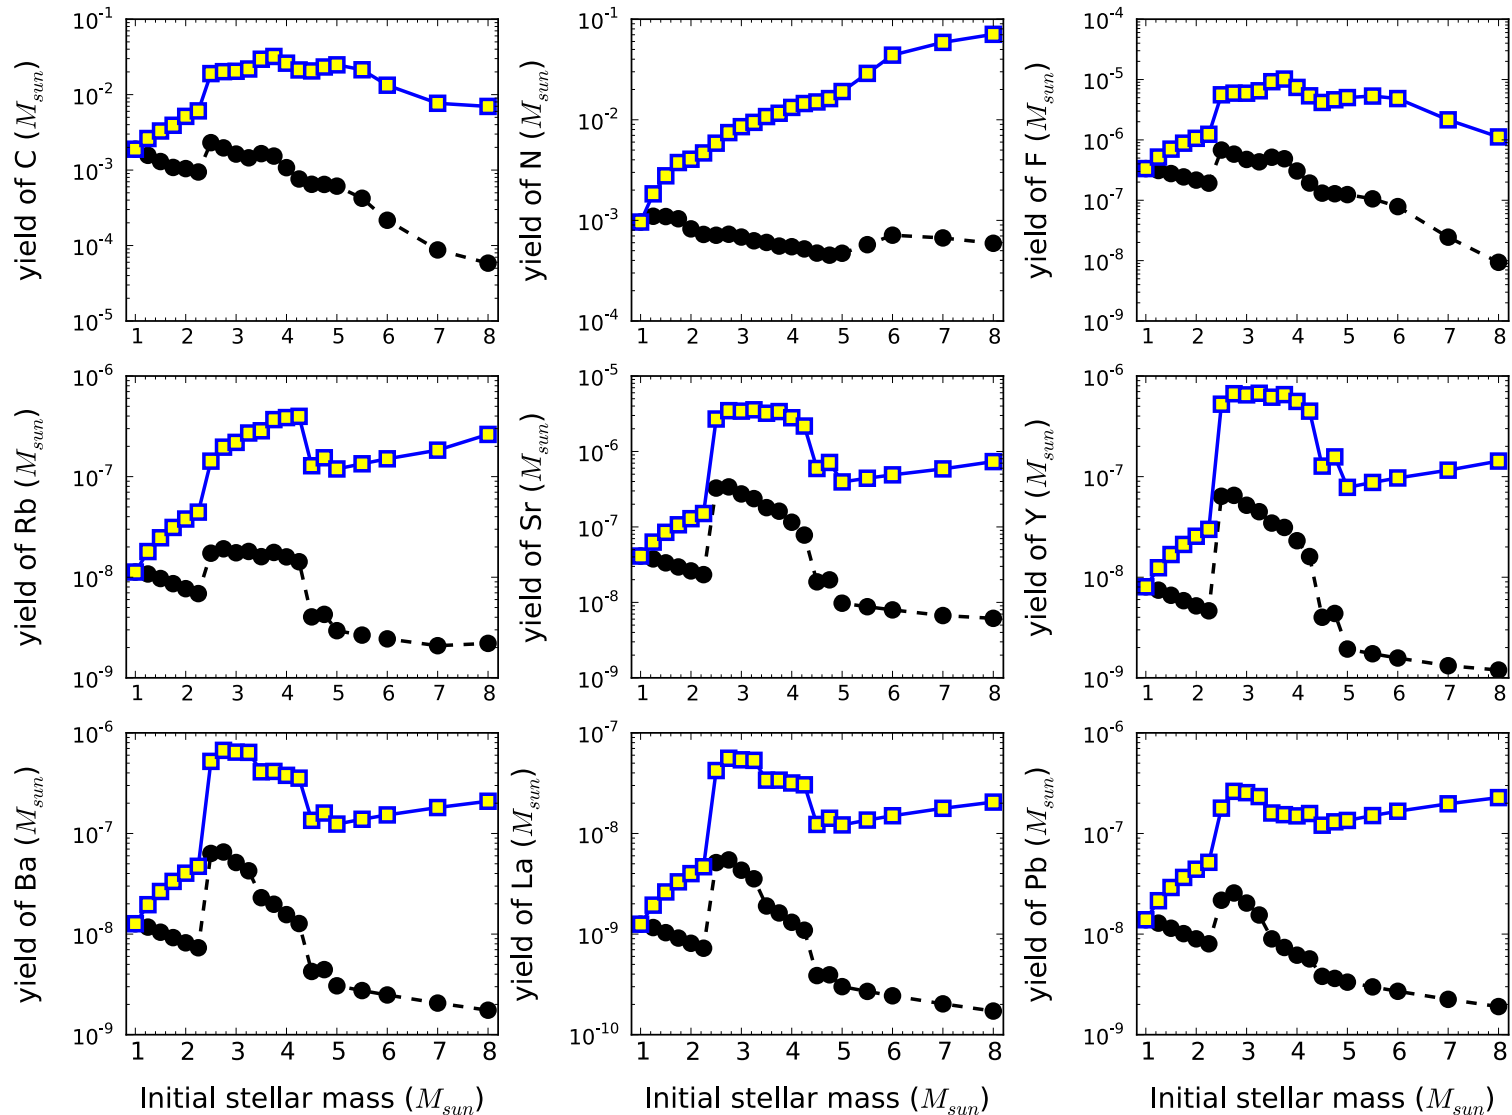 yield of C (M_sun)
10^-1
10^-2
10^-3
10^-4
10^-5
1 2 3 4 5 6 7 8
yield of N (M_sun)
10^-1
10^-2
10^-3
10^-4
1 2 3 4 5 6 7 8
yield of F (M_sun)
10^-4
10^-5
10^-6
10^-7
10^-8
10^-9
1 2 3 4 5 6 7 8
yield of Rb (M_sun)
10^-6
10^-7
10^-8
10^-9
1 2 3 4 5 6 7 8
yield of Sr (M_sun)
10^-5
10^-6
10^-7
10^-8
10^-9
1 2 3 4 5 6 7 8
yield of Y (M_sun)
10^-6
10^-7
10^-8
10^-9
1 2 3 4 5 6 7 8
yield of Ba (M_sun)
10^-6
10^-7
10^-8
10^-9
1 2 3 4 5 6 7 8
Initial stellar mass (M_sun)
yield of La (M_sun)
10^-7
10^-8
10^-9
10^-10
1 2 3 4 5 6 7 8
Initial stellar mass (M_sun)
yield of Pb (M_sun)
10^-6
10^-7
10^-8
10^-9
1 2 3 4 5 6 7 8
Initial stellar mass (M_sun)